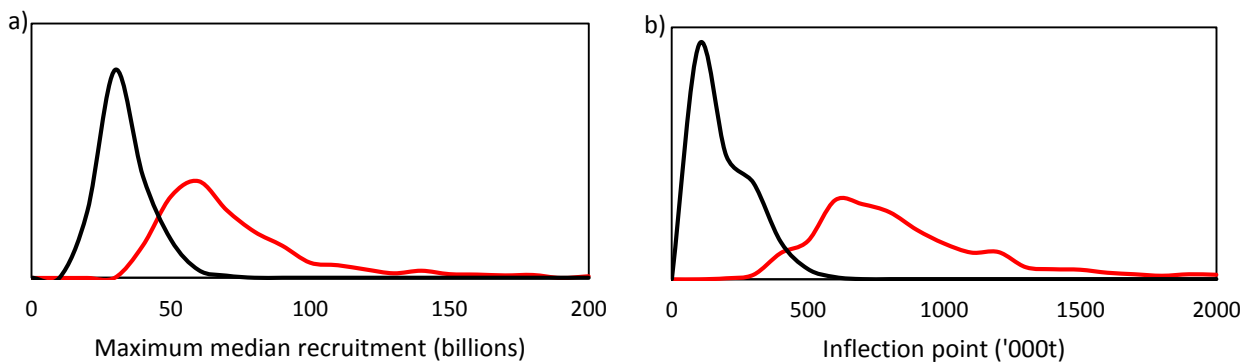 a)
0 50 100 150 200
Maximum median recruitment (billions)
b)
0 500 1000 1500 2000
Inflection point ('000t)